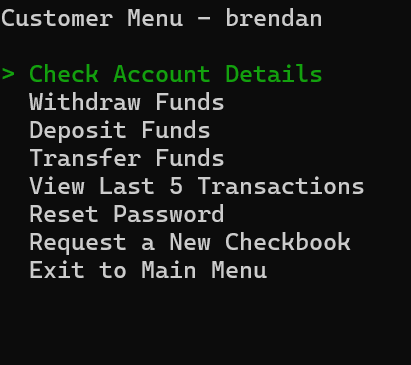 Customer Menu - brendan
> Check Account Details
Withdraw Funds
Deposit Funds
Transfer Funds
View Last 5 Transactions
Reset Password
Request a New Checkbook
Exit to Main Menu